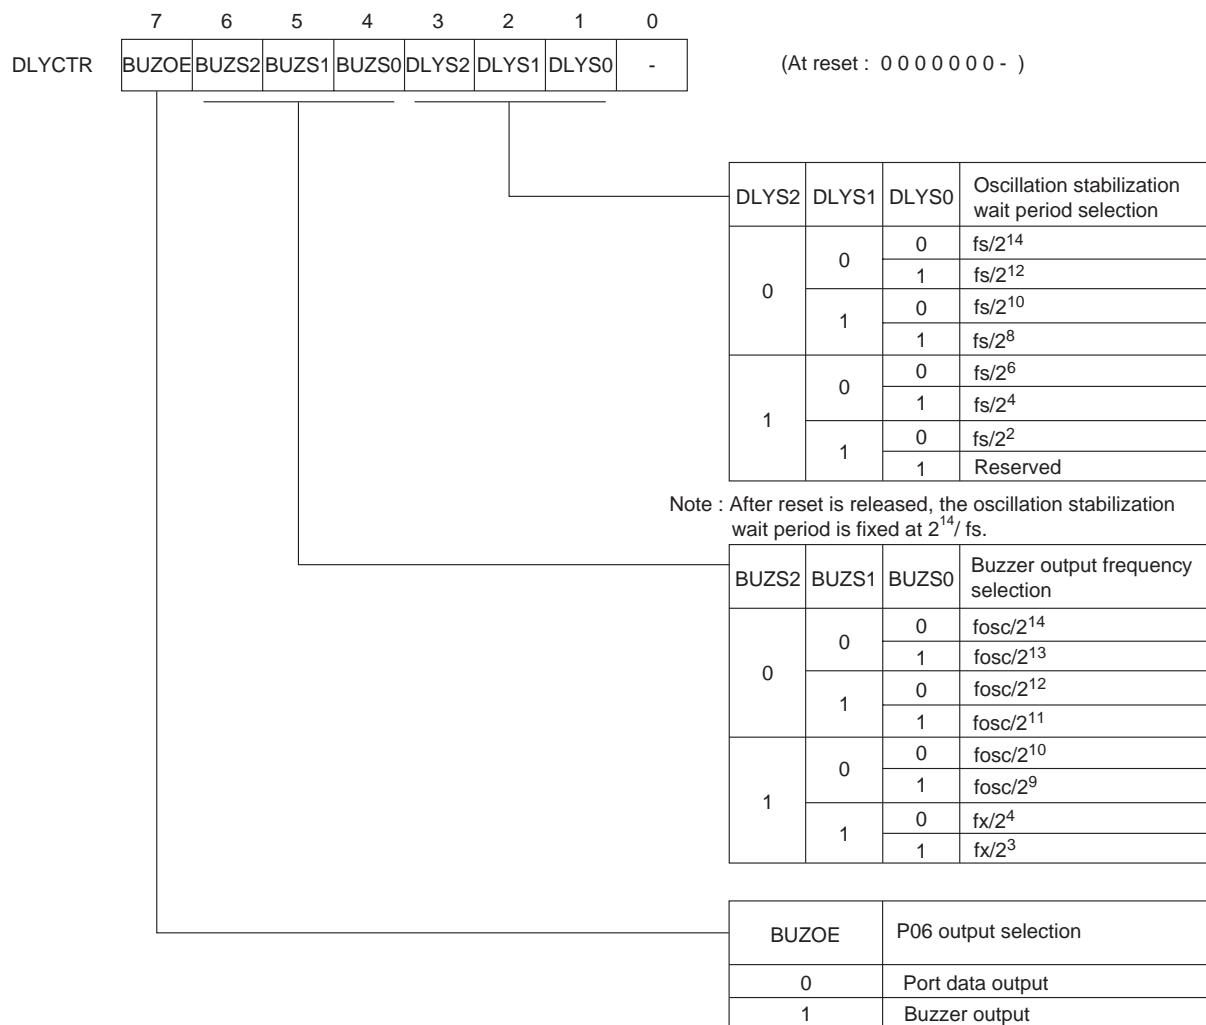 7 6 5 4 3 2 1 0
DLYCTR BUZOE BUZS2 BUZS1 BUZS0 DLYS2 DLYS1 DLYS0 - (At reset : 0 0 0 0 0 0 0 - )
DLYS2 DLYS1 DLYS0 Oscillation stabilization
wait period selection
0 0 0 fs/2^14
1 fs/2^12
1 0 fs/2^10
1 fs/2^8
1 0 0 fs/2^6
1 fs/2^4
1 0 fs/2^2
1 Reserved
Note : After reset is released, the oscillation stabilization
wait period is fixed at 2^14/ fs.
BUZS2 BUZS1 BUZS0 Buzzer output frequency
selection
0 0 0 fosc/2^14
1 fosc/2^13
1 0 fosc/2^12
1 fosc/2^11
1 0 0 fosc/2^10
1 fosc/2^9
1 0 fx/2^4
1 fx/2^3
BUZOE P06 output selection
0 Port data output
1 Buzzer output